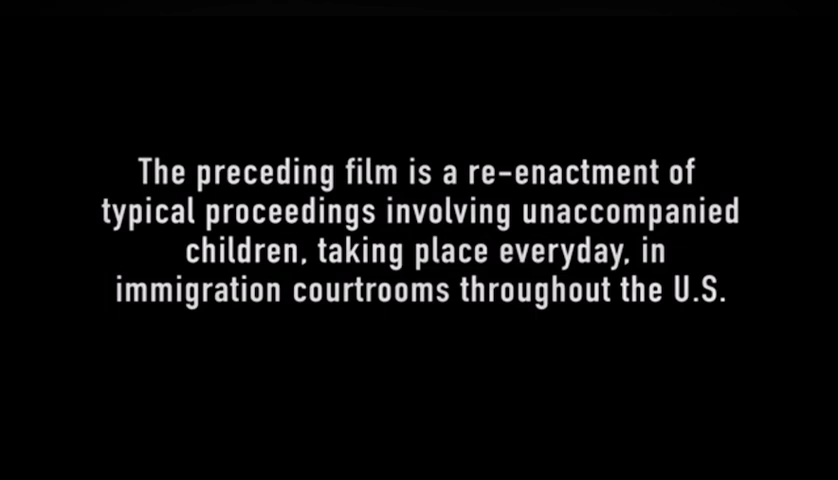 The preceding film is a re-enactment of
typical proceedings involving unaccompanied
children, taking place everyday, in
immigration courtrooms throughout the U.S.